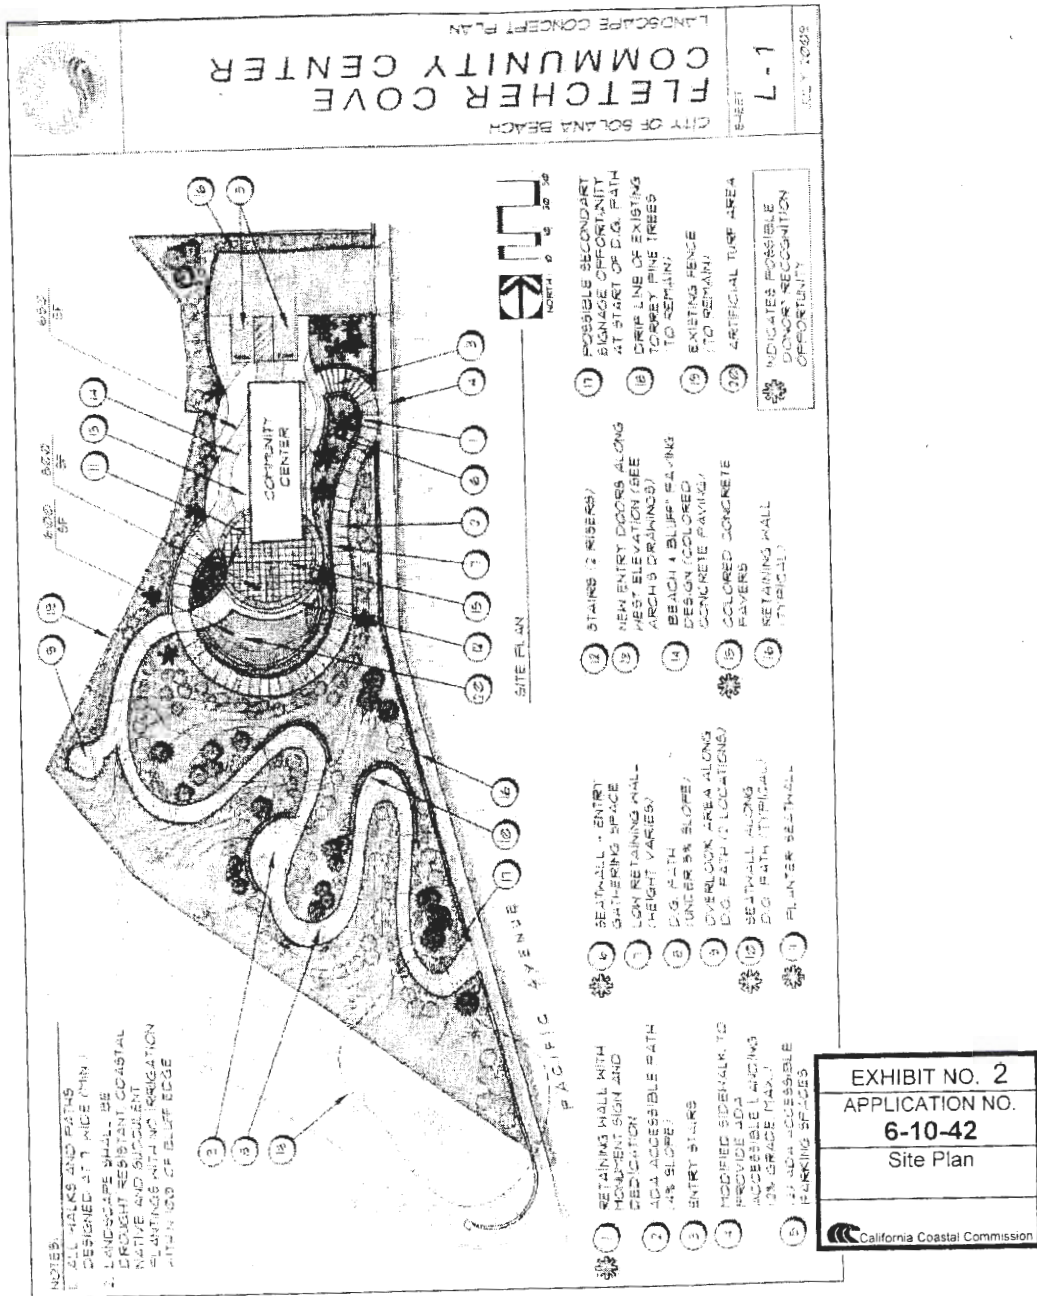 CITY OF SOLANA BEACH
FLETCHER COVE
COMMUNITY CENTER
LANDSCAPE CONCEPT PLAN
SHEET
L-1
NOTES:
1. ALL WALKS AND PATHS
DESIGNED AT 7' WIDE (MIN.)
2. LANDSCAPE SHALL BE
DROUGHT RESISTANT COASTAL
NATIVE AND SUCCULENT
PLANTINGS WITH NO IRRIGATION
OF BLUFF EDGE
COMMUNITY
CENTER
PACIFIC AVENUE
SF
SF
SF
SITE PLAN
NORTH
1 RETAINING WALL WITH
MONUMENT SIGN AND
DEDICATION
2 ADA ACCESSIBLE PATH
(4% SLOPE)
3 ENTRY STAIRS
4 MODIFIED SIDEWALK TO
PROVIDE ADA
ACCESSIBLE LANDING
(2% GRADE MAX.)
5 ADA ACCESSIBLE
PARKING SPACES
6 SEATWALL - ENTRY
GATHERING SPACE
7 LOW RETAINING WALL
(HEIGHT VARIES)
8 D.G. PATH
(UNDER 5% SLOPE)
9 OVERLOOK AREA ALONG
D.G. PATH (2 LOCATIONS)
10 SEATWALL ALONG
D.G. PATH (TYPICAL)
11 PLANTER SEATWALL
12 STAIRS (2 RISERS)
13 NEW ENTRY DOORS ALONG
WEST ELEVATION (SEE
ARCH'S DRAWINGS)
14 BEACH & BLUFF PAVING
DESIGN (COLORED
CONCRETE PAVING)
15 COLORED CONCRETE
PAVERS
16 RETAINING WALL
(TYPICAL)
17 POSSIBLE SECONDARY
SIGNAGE OPPORTUNITY
AT START OF D.G. PATH
18 DRIP LINE OF EXISTING
TORREY PINE TREES
(TO REMAIN)
19 EXISTING FENCE
(TO REMAIN)
20 ARTIFICIAL TURF AREA
INDICATES POSSIBLE
DONOR RECOGNITION
OPPORTUNITY
EXHIBIT NO. 2
APPLICATION NO.
6-10-42
Site Plan
California Coastal Commission